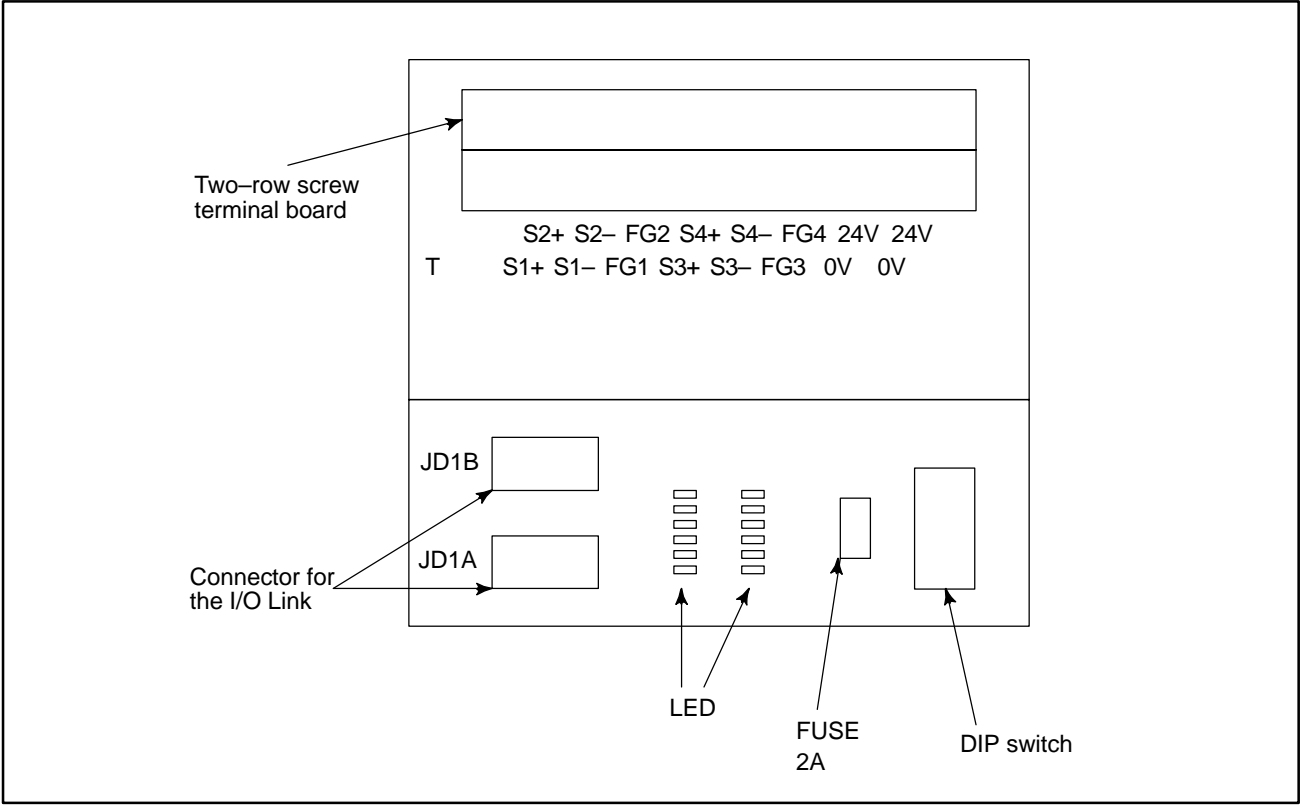 Two–row screw
terminal board
S2+ S2– FG2 S4+ S4– FG4 24V 24V
T S1+ S1– FG1 S3+ S3– FG3 0V 0V
JD1B
JD1A
Connector for
the I/O Link
LED
FUSE
2A
DIP switch